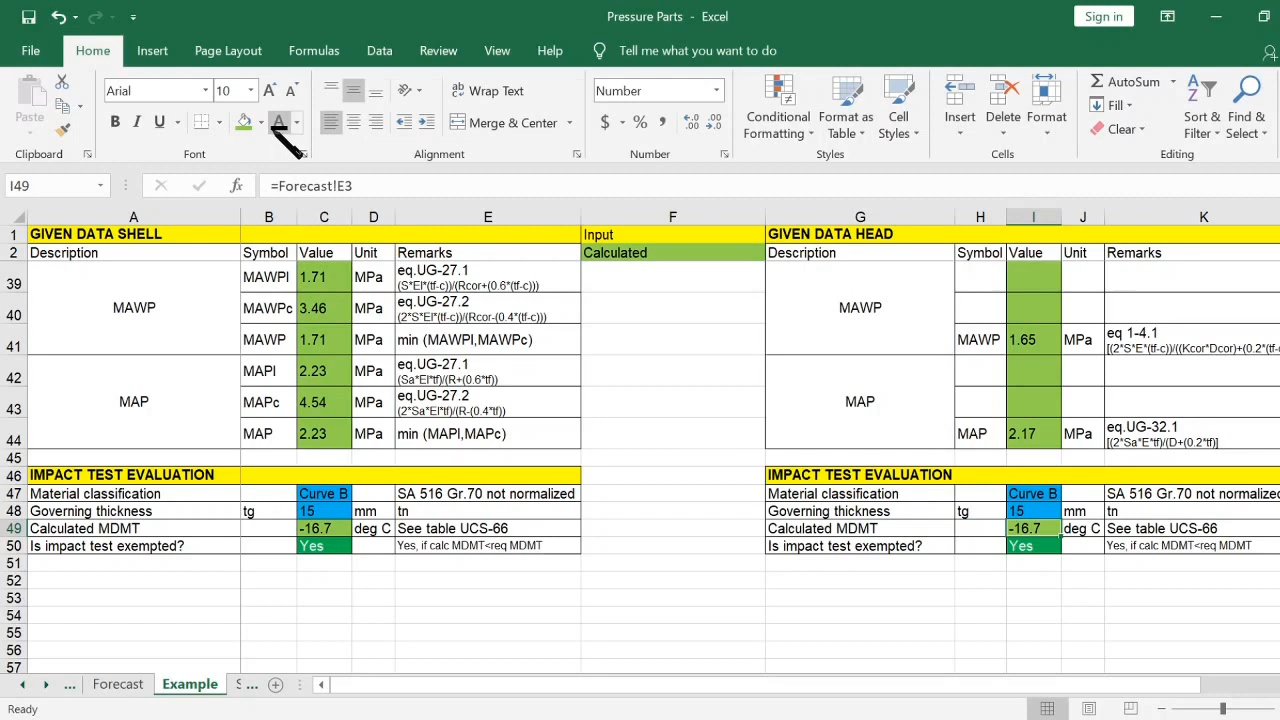 Pressure Parts - Excel
Sign in
File Home Insert Page Layout Formulas Data Review View Help Tell me what you want to do
Paste
Clipboard
Arial 10
B I U A
Font
Wrap Text
Merge & Center
Alignment
Number
$ %
Number
Conditional Formatting
Format as Table
Cell Styles
Styles
Insert Delete Format
Cells
AutoSum
Fill
Clear
Sort & Filter
Find & Select
Editing
I49 fx =Forecast!E3
A B C D E F G H I J K
1 GIVEN DATA SHELL Input GIVEN DATA HEAD
2 Description Symbol Value Unit Remarks Calculated Description Symbol Value Unit Remarks
39 MAWPl 1.71 MPa eq.UG-27.1
(S*El*(tf-c))/(Rcor+(0.6*(tf-c)))
40 MAWP MAWPc 3.46 MPa eq.UG-27.2 MAWP
(2*S*El*(tf-c))/(Rcor-(0.4*(tf-c)))
41 MAWP 1.71 MPa min (MAWPl,MAWPc) MAWP 1.65 MPa eq 1-4.1
[(2*S*E*(tf-c))/((Kcor*Dcor)+(0.2*(tf-c
42 MAPl 2.23 MPa eq.UG-27.1
(Sa*El*tf)/(R+(0.6*tf))
43 MAP MAPc 4.54 MPa eq.UG-27.2 MAP
(2*Sa*El*tf)/(R-(0.4*tf))
44 MAP 2.23 MPa min (MAPl,MAPc) MAP 2.17 MPa eq.UG-32.1
[(2*Sa*E*tf)/(D+(0.2*tf)]
45
46 IMPACT TEST EVALUATION IMPACT TEST EVALUATION
47 Material classification Curve B SA 516 Gr.70 not normalized Material classification Curve B SA 516 Gr.70 not norm
48 Governing thickness tg 15 mm tn Governing thickness tg 15 mm tn
49 Calculated MDMT -16.7 deg C See table UCS-66 Calculated MDMT -16.7 deg C See table UCS-66
50 Is impact test exempted? Yes Yes, if calc MDMT<req MDMT Is impact test exempted? Yes Yes, if calc MDMT<req MDMT
51
52
53
54
55
56
57
... Forecast Example S ...
Ready